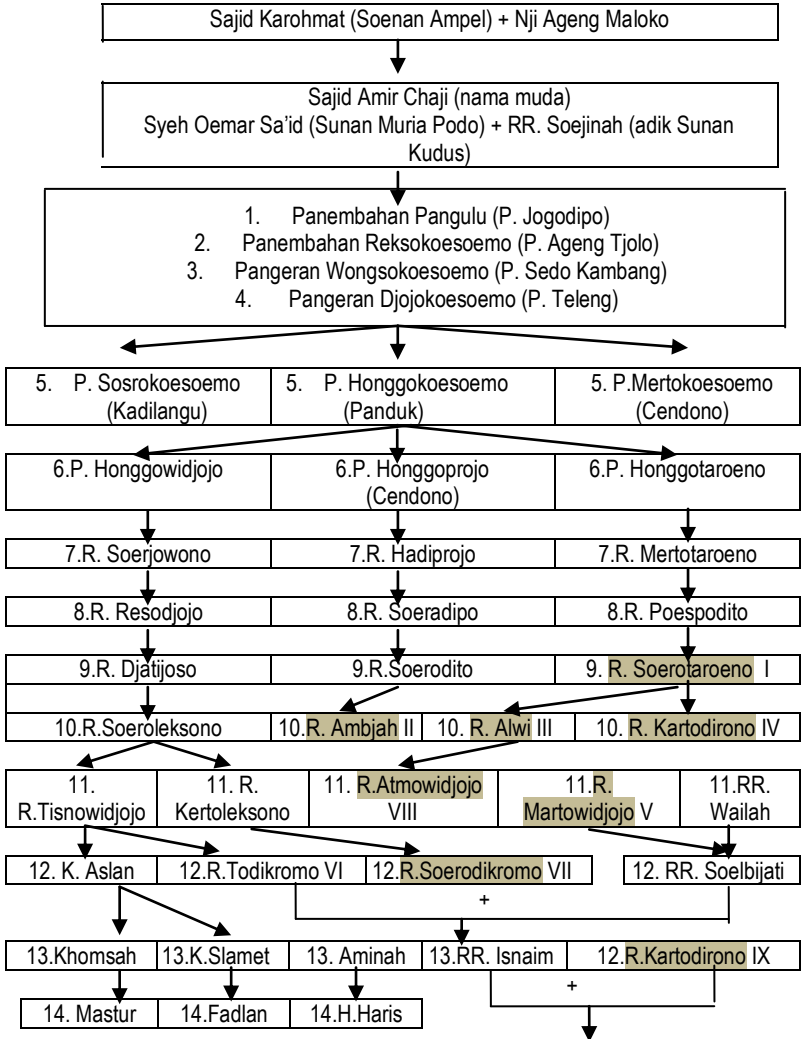 Sajid Karohmat (Soenan Ampel) + Nji Ageng Maloko
Sajid Amir Chaji (nama muda)
Syeh Oemar Sa'id (Sunan Muria Podo) + RR. Soejinah (adik Sunan
Kudus)
1. Panembahan Pangulu (P. Jogodipo)
2. Panembahan Reksokoesoemo (P. Ageng Tjolo)
3. Pangeran Wongsokoesoemo (P. Sedo Kambang)
4. Pangeran Djojokoesoemo (P. Teleng)
5. P. Sosrokoesoemo
(Kadilangu)
5. P. Honggokoesoemo
(Panduk)
5. P.Mertokoesoemo
(Cendono)
6.P. Honggowidjojo
6.P. Honggoprojo
(Cendono)
6.P. Honggotaroeno
7.R. Soerjowono
7.R. Hadiprojo
7.R. Mertotaroeno
8.R. Resodjojo
8.R. Soeradipo
8.R. Poespodito
9.R. Djatijoso
9.R.Soerodito
9. R. Soerotaroeno I
10.R.Soeroleksono
10.R. Ambjah II
10. R. Alwi III
10. R. Kartodirono IV
11.
R.Tisnowidjojo
11. R.
Kertoleksono
11. R.Atmowidjojo
VIII
11.R.
Martowidjojo V
11.RR.
Wailah
12. K. Aslan
12.R.Todikromo VI
12.R.Soerodikromo VII
12. RR. Soelbijati
+
13.Khomsah
13.K.Slamet
13. Aminah
13.RR. Isnaim
12.R.Kartodirono IX
+
14. Mastur
14.Fadlan
14.H.Haris